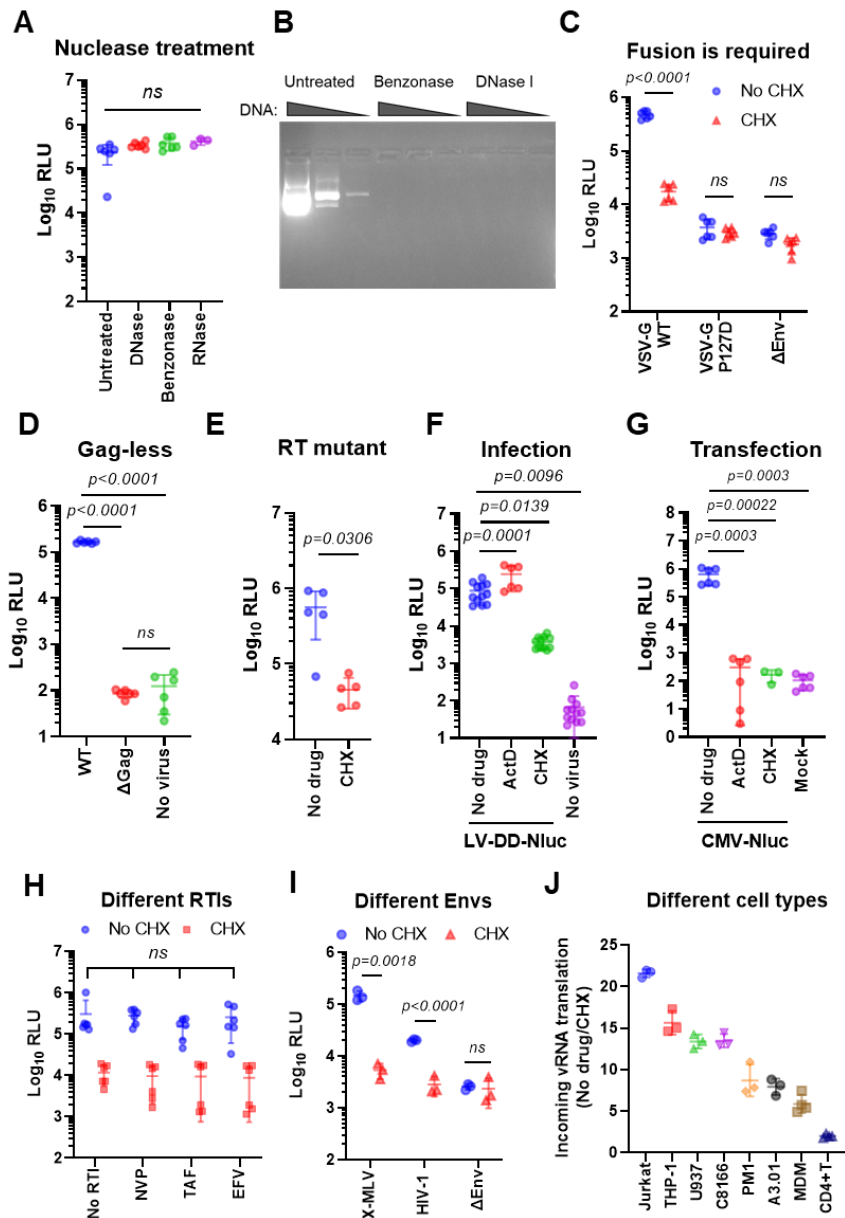 A
Nuclease treatment
ns
Log10 RLU
7
6
5
4
3
2
Untreated
DNase
Benzonase
RNase
B
Untreated Benzonase DNase I
DNA:
C
Fusion is required
p<0.0001
No CHX
CHX
ns
ns
Log10 RLU
6
5
4
3
2
VSV-G WT
VSV-G P127D
ΔEnv
D
Gag-less
p<0.0001
p<0.0001
ns
Log10 RLU
6
5
4
3
2
1
WT
ΔGag
No virus
E
RT mutant
p=0.0306
Log10 RLU
7
6
5
4
No drug
CHX
F
Infection
p=0.0096
p=0.0139
p=0.0001
Log10 RLU
7
6
5
4
3
2
1
No drug
ActD
CHX
No virus
LV-DD-Nluc
G
Transfection
p=0.0003
p=0.00022
p=0.0003
Log10 RLU
8
7
6
5
4
3
2
1
0
No drug
ActD
CHX
Mock
CMV-Nluc
H
Different RTIs
No CHX CHX
ns
Log10 RLU
7
6
5
4
3
2
No RTI
NVP
TAF
EFV
I
Different Envs
No CHX CHX
p=0.0018
p<0.0001
ns
Log10 RLU
6
5
4
3
2
X-MLV
HIV-1
ΔEnv
J
Different cell types
Incoming vRNA translation
(No drug/CHX)
25
20
15
10
5
0
Jurkat
THP-1
U937
C8166
PM1
A3.01
MDM
CD4+T